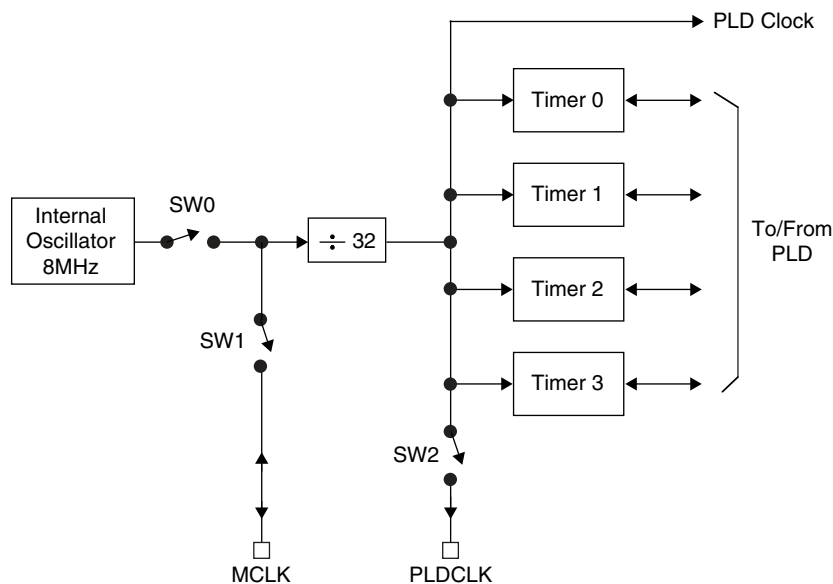 PLD Clock
Timer 0
Timer 1
SW0
Internal
Oscillator
8MHz
÷ 32
To/From
PLD
Timer 2
SW1
Timer 3
SW2
MCLK
PLDCLK